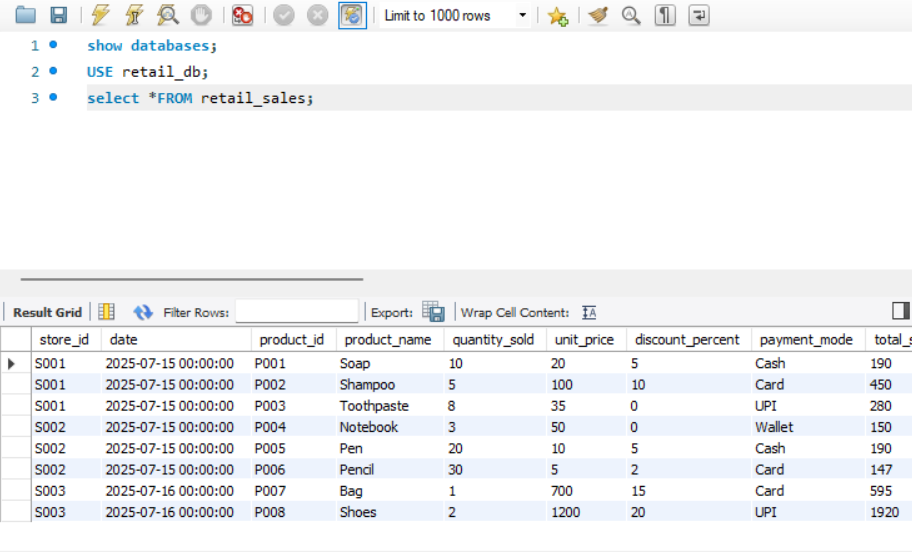 Limit to 1000 rows
1 show databases;
2 USE retail_db;
3 select *FROM retail_sales;
Result Grid Filter Rows: Export: Wrap Cell Content:
store_id date product_id product_name quantity_sold unit_price discount_percent payment_mode total_s
S001 2025-07-15 00:00:00 P001 Soap 10 20 5 Cash 190
S001 2025-07-15 00:00:00 P002 Shampoo 5 100 10 Card 450
S001 2025-07-15 00:00:00 P003 Toothpaste 8 35 0 UPI 280
S002 2025-07-15 00:00:00 P004 Notebook 3 50 0 Wallet 150
S002 2025-07-15 00:00:00 P005 Pen 20 10 5 Cash 190
S002 2025-07-15 00:00:00 P006 Pencil 30 5 2 Card 147
S003 2025-07-16 00:00:00 P007 Bag 1 700 15 Card 595
S003 2025-07-16 00:00:00 P008 Shoes 2 1200 20 UPI 1920